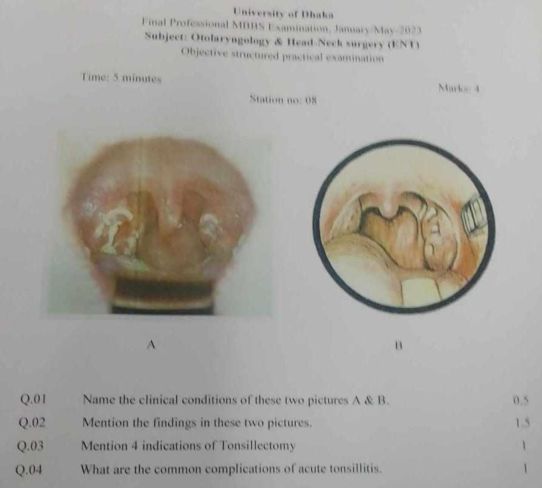 University of Dhaka
Final Professional MBBS Examination, January/May-2023
Subject: Otolaryngology & Head-Neck surgery (ENT)
Objective structured practical examination
Time: 5 minutes
Marks: 4
Station no: 08
A B
Q.01 Name the clinical conditions of these two pictures A & B. 0.5
Q.02 Mention the findings in these two pictures. 1.5
Q.03 Mention 4 indications of Tonsillectomy 1
Q.04 What are the common complications of acute tonsillitis. 1